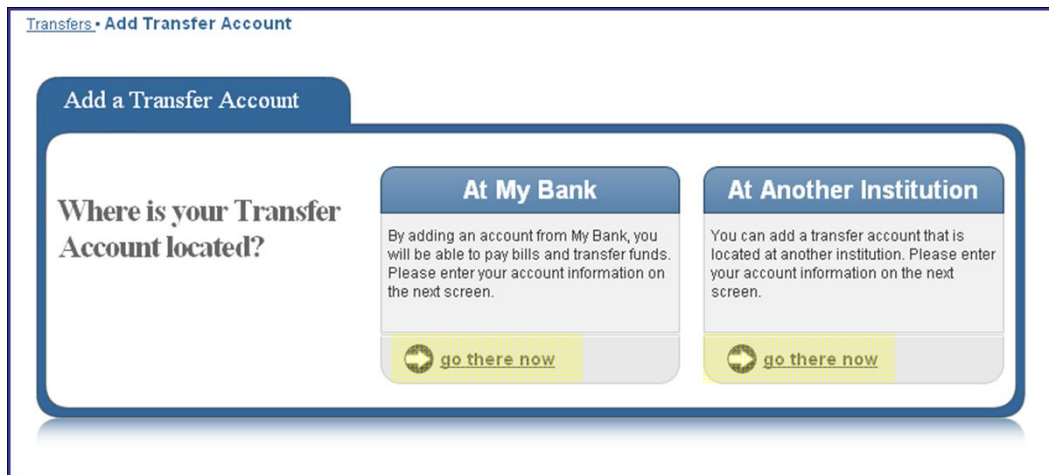 Transfers • Add Transfer Account
Add a Transfer Account
Where is your Transfer
Account located?
At My Bank
By adding an account from My Bank, you
will be able to pay bills and transfer funds.
Please enter your account information on
the next screen.
go there now
At Another Institution
You can add a transfer account that is
located at another institution. Please enter
your account information on the next
screen.
go there now